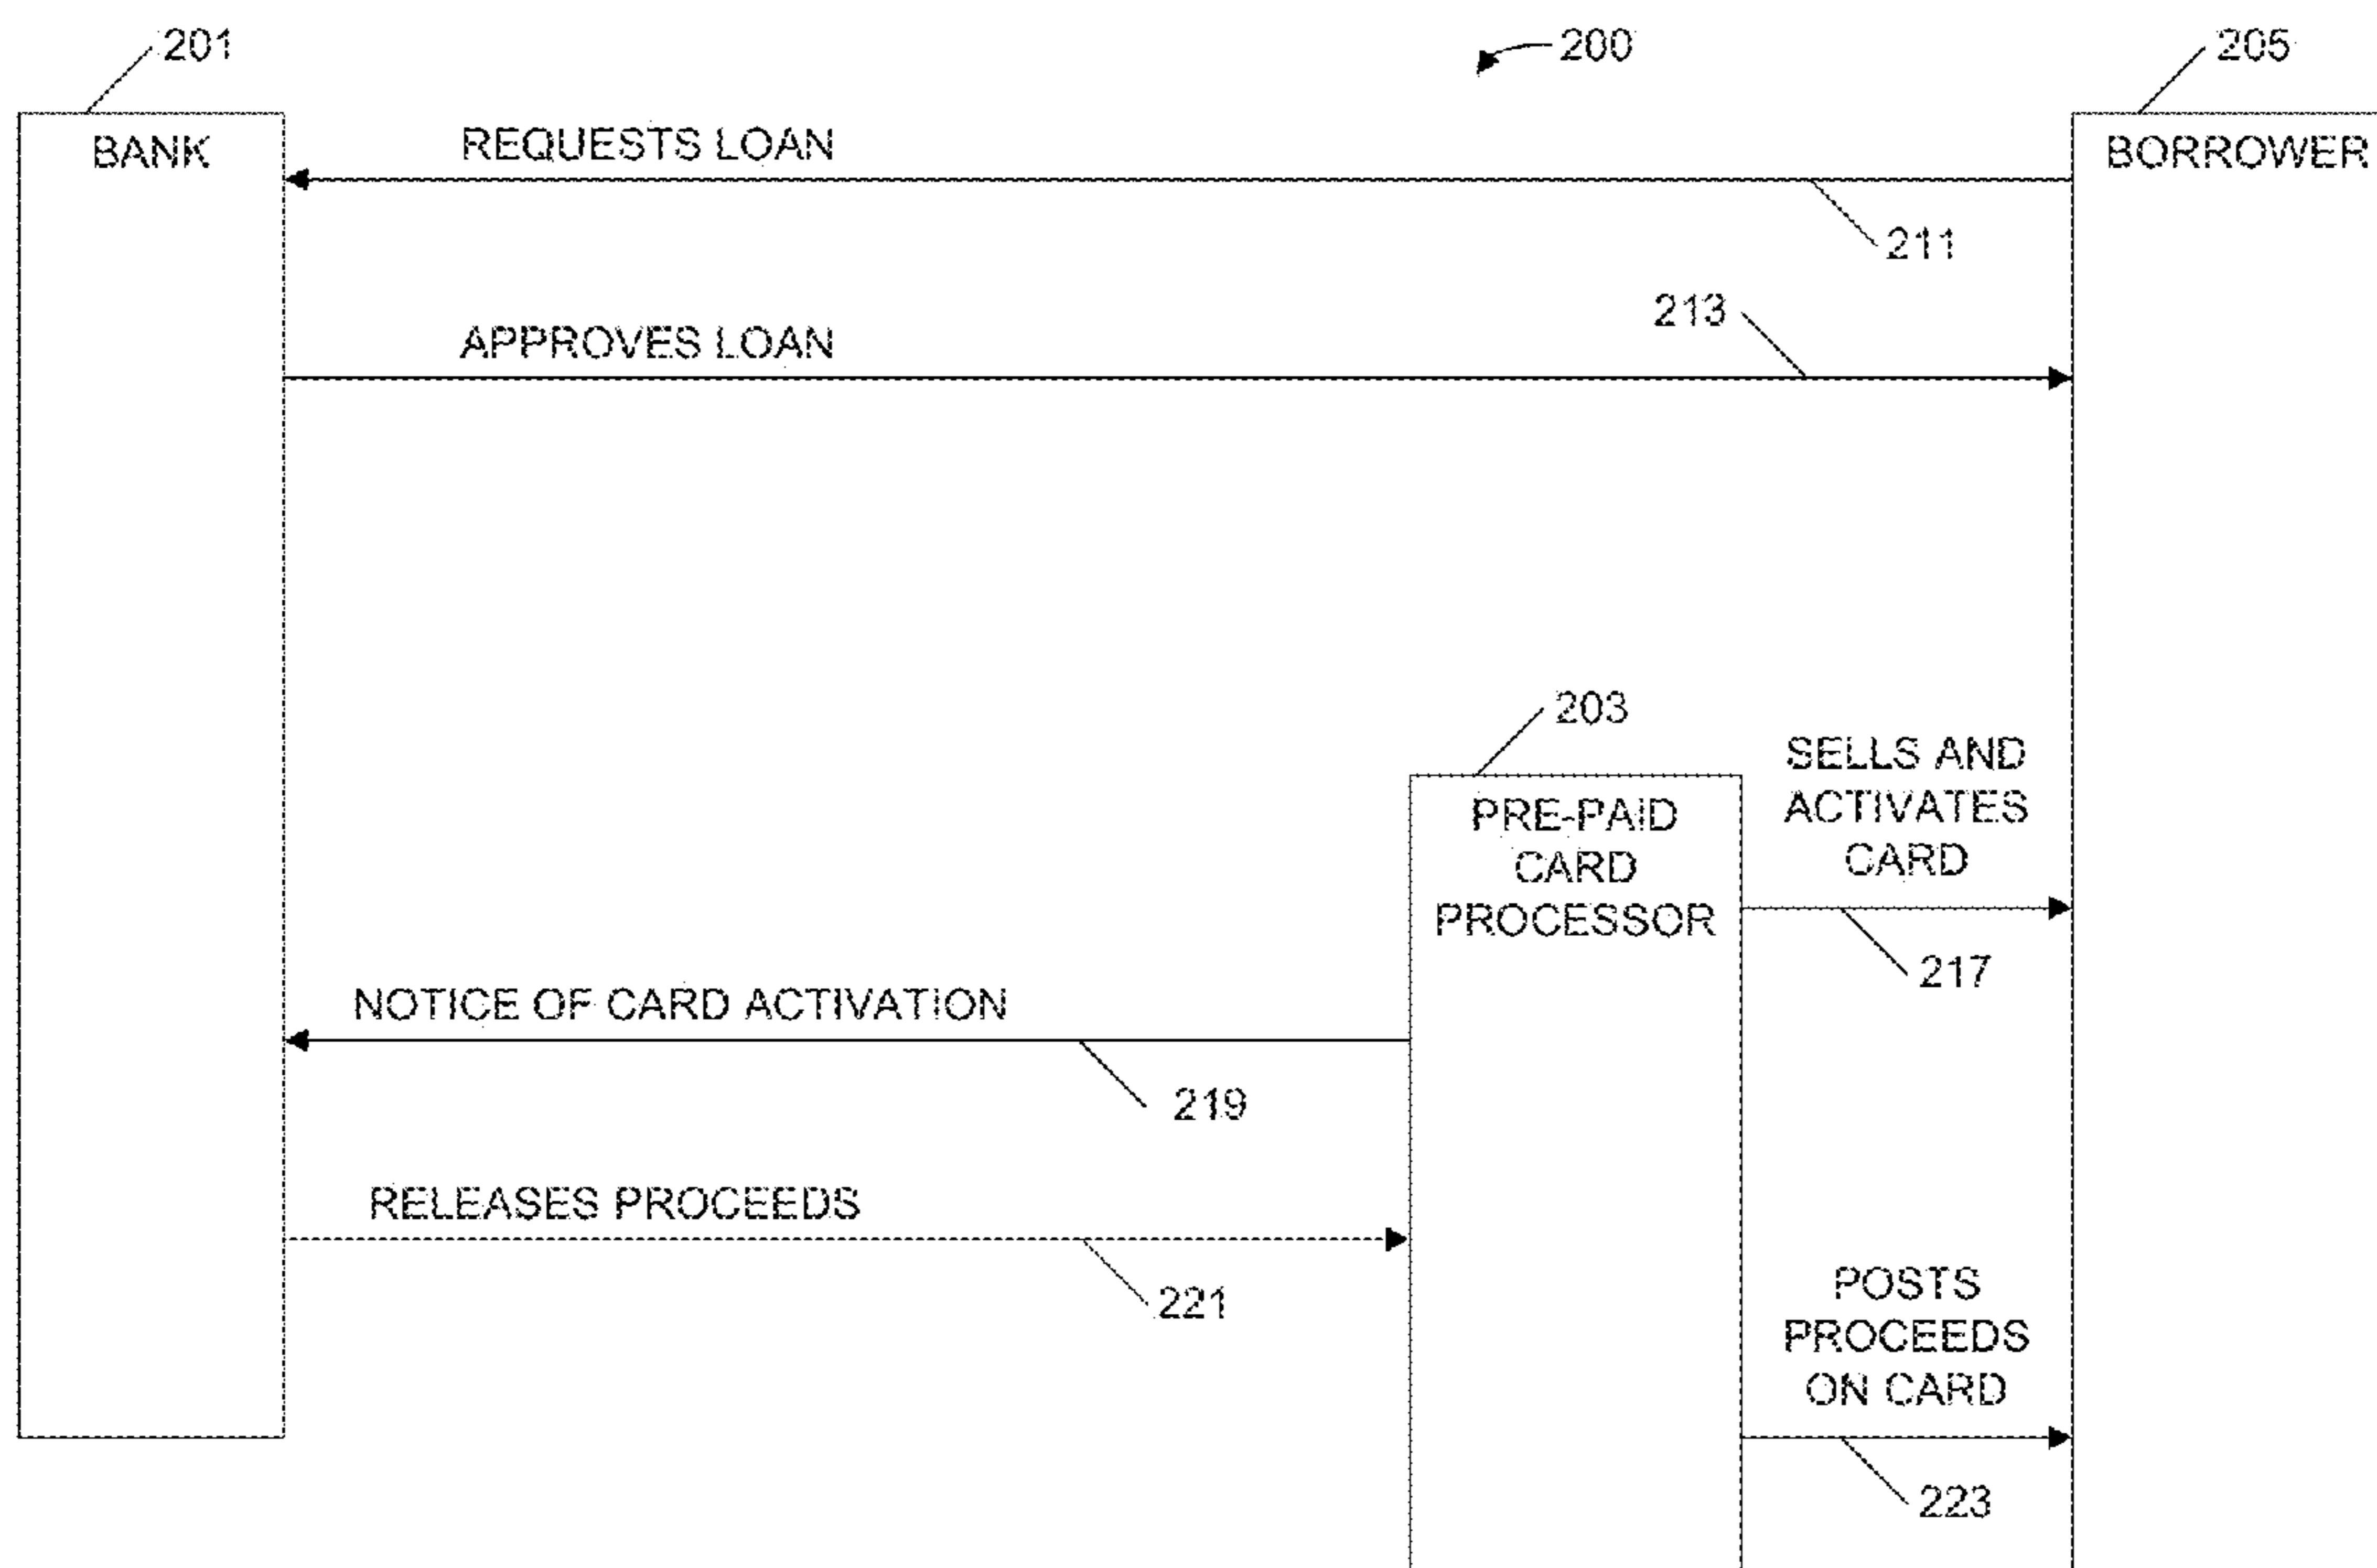 201
200
205
BANK
REQUESTS LOAN
BORROWER
211
213
APPROVES LOAN
203
SELLS AND
ACTIVATES
CARD
PRE-PAID
CARD
PROCESSOR
217
NOTICE OF CARD ACTIVATION
219
RELEASES PROCEEDS
221
POSTS
PROCEEDS
ON CARD
223